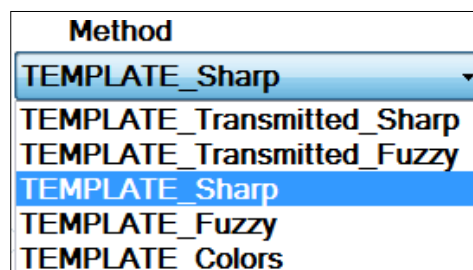 Method
TEMPLATE_Sharp
TEMPLATE_Transmitted_Sharp
TEMPLATE_Transmitted_Fuzzy
TEMPLATE_Sharp
TEMPLATE_Fuzzy
TEMPLATE_Colors